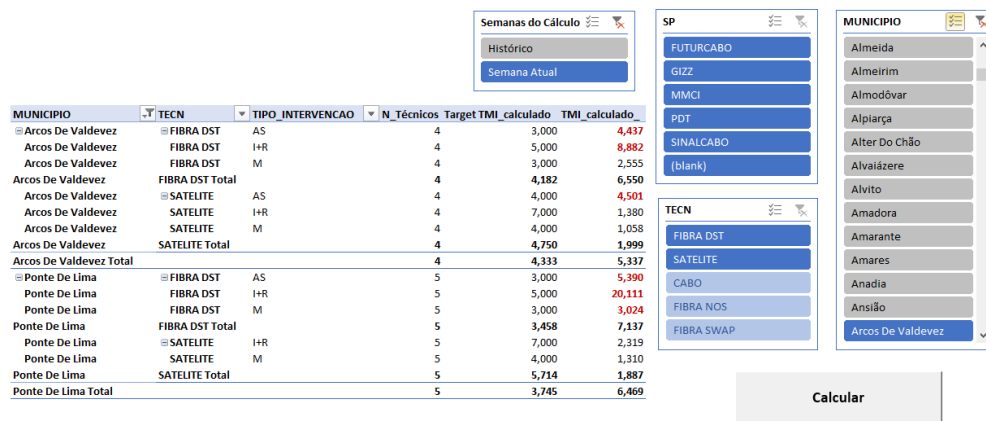 Semanas do Cálculo
Histórico
Semana Atual
SP
FUTURCABO
GIZZ
MMCI
PDT
SINALCABO
(blank)
MUNICIPIO
Almeida
Almeirim
Almodôvar
Alpiarça
Alter Do Chão
Alvaiázere
Alvito
Amadora
Amarante
Amares
Anadia
Ansião
Arcos De Valdevez
TECN
FIBRA DST
SATELITE
CABO
FIBRA NOS
FIBRA SWAP
MUNICIPIO TECN TIPO_INTERVENCAO N_Técnicos Target TMI_calculado TMI_calculado_
Arcos De Valdevez FIBRA DST AS 4 3,000 4,437
Arcos De Valdevez FIBRA DST I+R 4 5,000 8,882
Arcos De Valdevez FIBRA DST M 4 3,000 2,555
Arcos De Valdevez FIBRA DST Total 4 4,182 6,550
Arcos De Valdevez SATELITE AS 4 4,000 4,501
Arcos De Valdevez SATELITE I+R 4 7,000 1,380
Arcos De Valdevez SATELITE M 4 4,000 1,058
Arcos De Valdevez SATELITE Total 4 4,750 1,999
Arcos De Valdevez Total 4 4,333 5,337
Ponte De Lima FIBRA DST AS 5 3,000 5,390
Ponte De Lima FIBRA DST I+R 5 5,000 20,111
Ponte De Lima FIBRA DST M 5 3,000 3,024
Ponte De Lima FIBRA DST Total 5 3,458 7,137
Ponte De Lima SATELITE I+R 5 7,000 2,319
Ponte De Lima SATELITE M 5 4,000 1,310
Ponte De Lima SATELITE Total 5 5,714 1,887
Ponte De Lima Total 5 3,745 6,469
Calcular